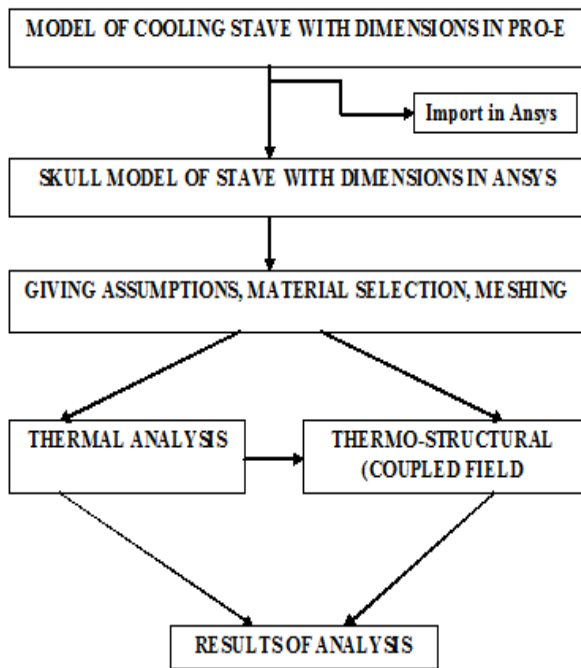 MODEL OF COOLING STAVE WITH DIMENSIONS IN PRO-E
Import in Ansys
SKULL MODEL OF STAVE WITH DIMENSIONS IN ANSYS
GIVING ASSUMPTIONS, MATERIAL SELECTION, MESHING
THERMAL ANALYSIS
THERMO-STRUCTURAL
(COUPLED FIELD
RESULTS OF ANALYSIS